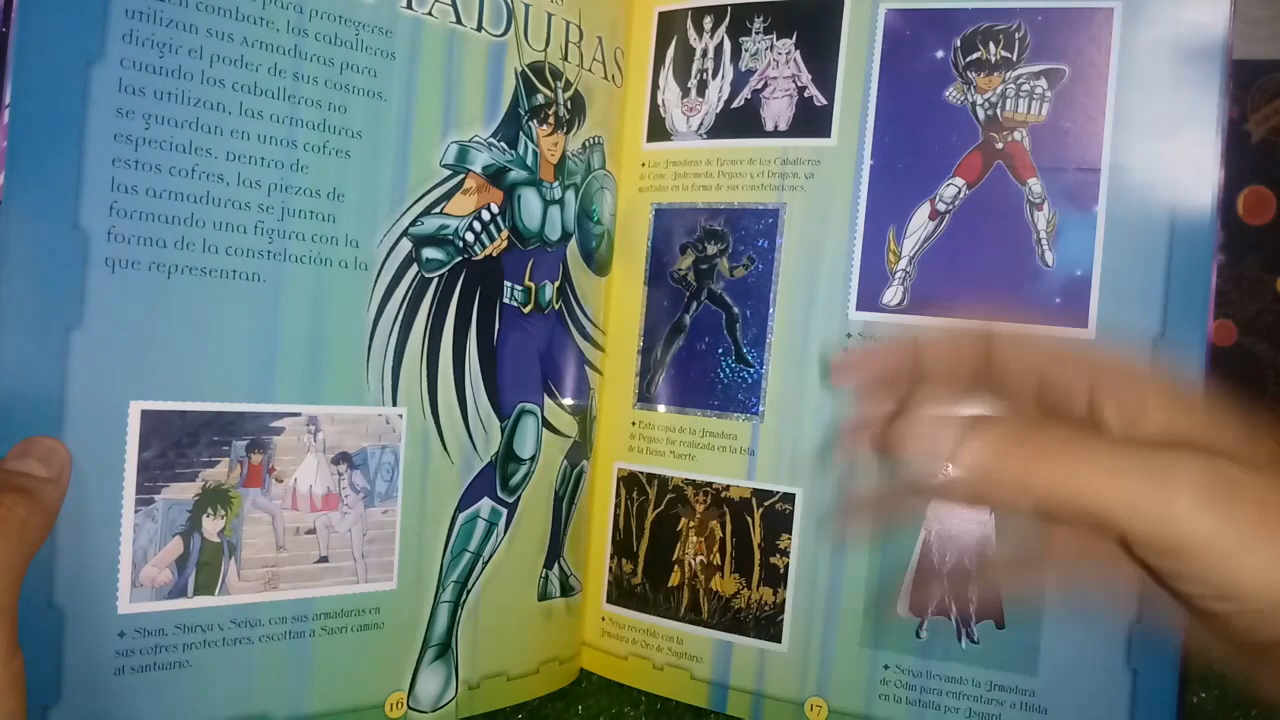 para protegerse
en combate, los caballeros
utilizan sus armaduras para
dirigir el poder de sus cosmos.
cuando los caballeros no
las utilizan, las armaduras
se guardan en unos cofres
especiales. Dentro de
estos cofres, las piezas de
las armaduras se juntan
formando una figura con la
forma de la constelación a la
que representan.
MADURAS
✦ Shun, Shiryu y Seiya, con sus armaduras en
sus cofres protectores, escoltan a Saori camino
al santuario.
16
✦ Las Armaduras de Bronce de los Caballeros
de Cisne, Andromeda, Pegaso y el Dragon, ya
montadas en la forma de sus constelaciones.
✦ Esta copia de la Armadura
de Pegaso fue realizada en la Isla
de la Reina Muerte.
✦ Seiya revestido con la
Armadura de Oro de Sagitario.
✦ Seiya llevando la Armadura
de Odin para enfrentarse a Hilda
en la batalla por Asgard
17